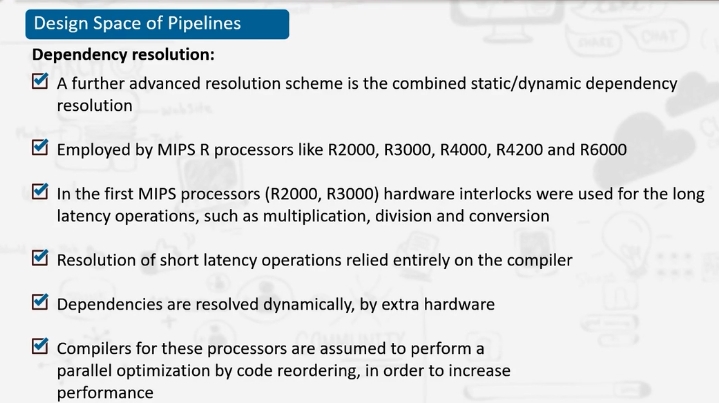 Design Space of Pipelines
Dependency resolution:
A further advanced resolution scheme is the combined static/dynamic dependency
resolution
Employed by MIPS R processors like R2000, R3000, R4000, R4200 and R6000
In the first MIPS processors (R2000, R3000) hardware interlocks were used for the long
latency operations, such as multiplication, division and conversion
Resolution of short latency operations relied entirely on the compiler
Dependencies are resolved dynamically, by extra hardware
Compilers for these processors are assumed to perform a
parallel optimization by code reordering, in order to increase
performance